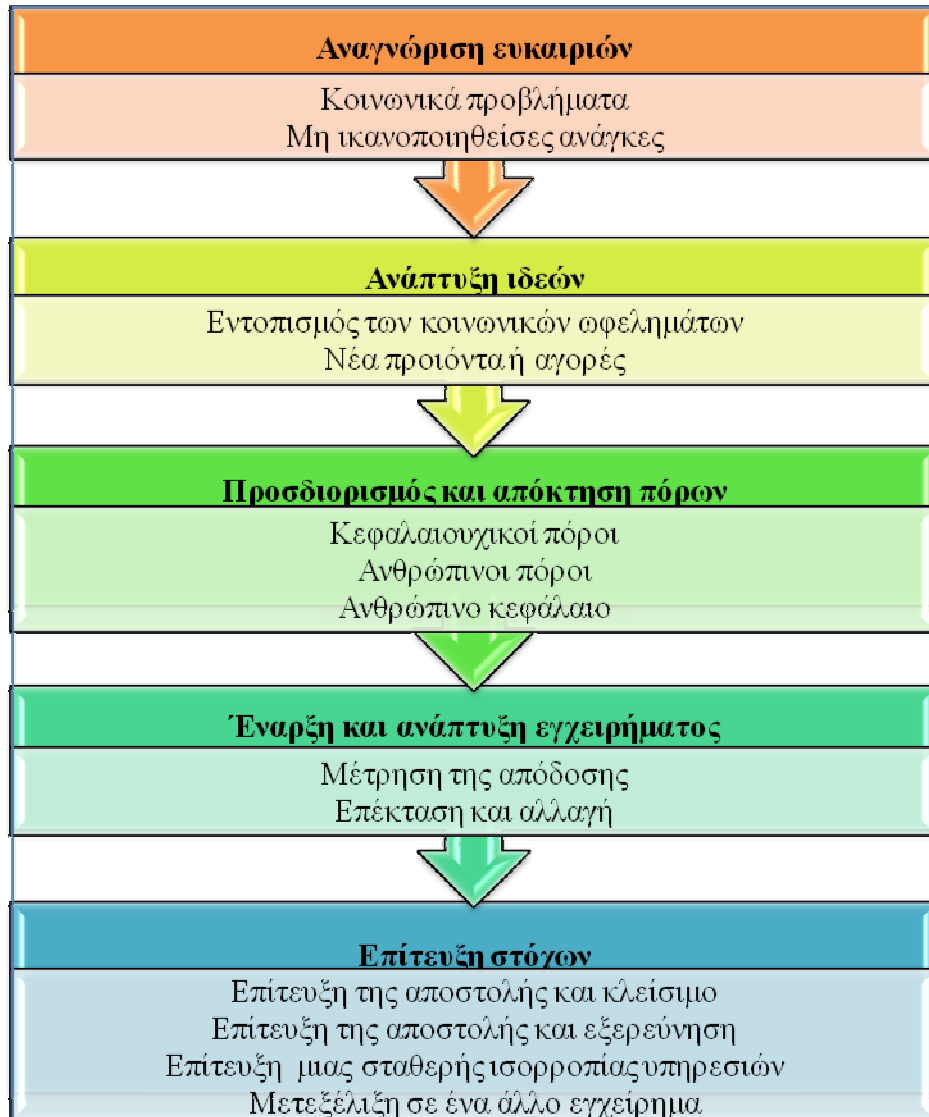 Αναγνώριση ευκαιριών
Κοινωνικά προβλήματα
Μη ικανοποιηθείσες ανάγκες
Ανάπτυξη ιδεών
Εντοπισμός των κοινωνικών ωφελημάτων
Νέα προιόντα ή αγορές
Προσδιορισμός και απόκτηση πόρων
Κεφαλαιουχικοί πόροι
Ανθρώπινοι πόροι
Ανθρώπινο κεφάλαιο
Έναρξη και ανάπτυξη εγχειρήματος
Μέτρηση της απόδοσης
Επέκταση και αλλαγή
Επίτευξη στόχων
Επίτευξη της αποστολής και κλείσιμο
Επίτευξη της αποστολής και εξερεύνηση
Επίτευξη μιας σταθερής ισορροπίας υπηρεσιών
Μετεξέλιξη σε ένα άλλο εγχείρημα